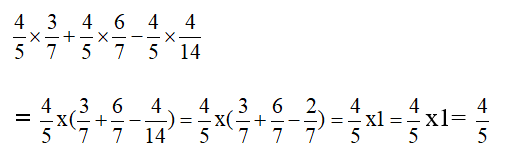 4/5 × 3/7 + 4/5 × 6/7 − 4/5 × 4/14
= 4/5 x(3/7 + 6/7 − 4/14) = 4/5 x(3/7 + 6/7 − 2/7) = 4/5 x1 = 4/5 x1= 4/5